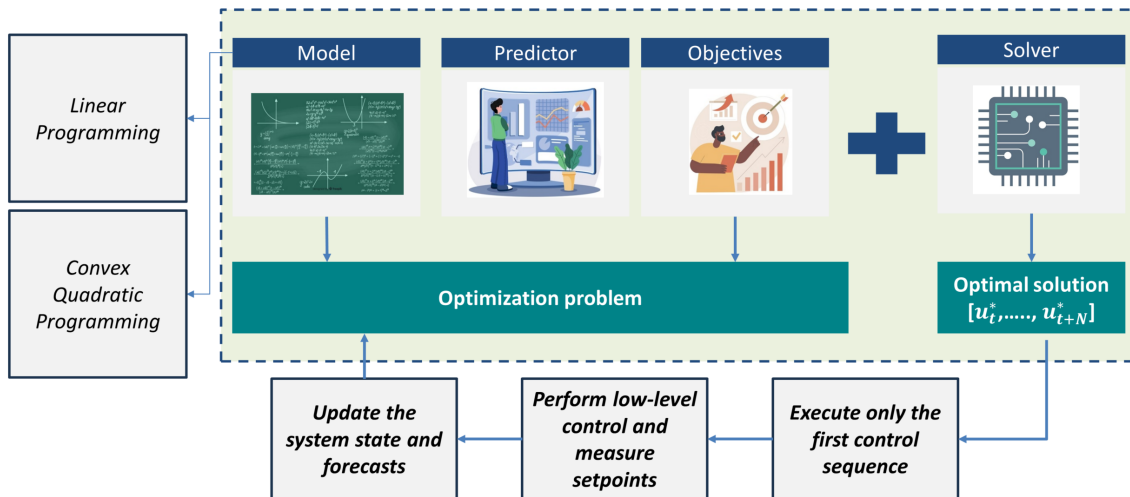 Model
Predictor
Objectives
Solver
Linear
Programming
Convex
Quadratic
Programming
Optimization problem
Optimal solution
[u*t,....., u*t+N]
Update the
system state and
forecasts
Perform low-level
control and
measure
setpoints
Execute only the
first control
sequence